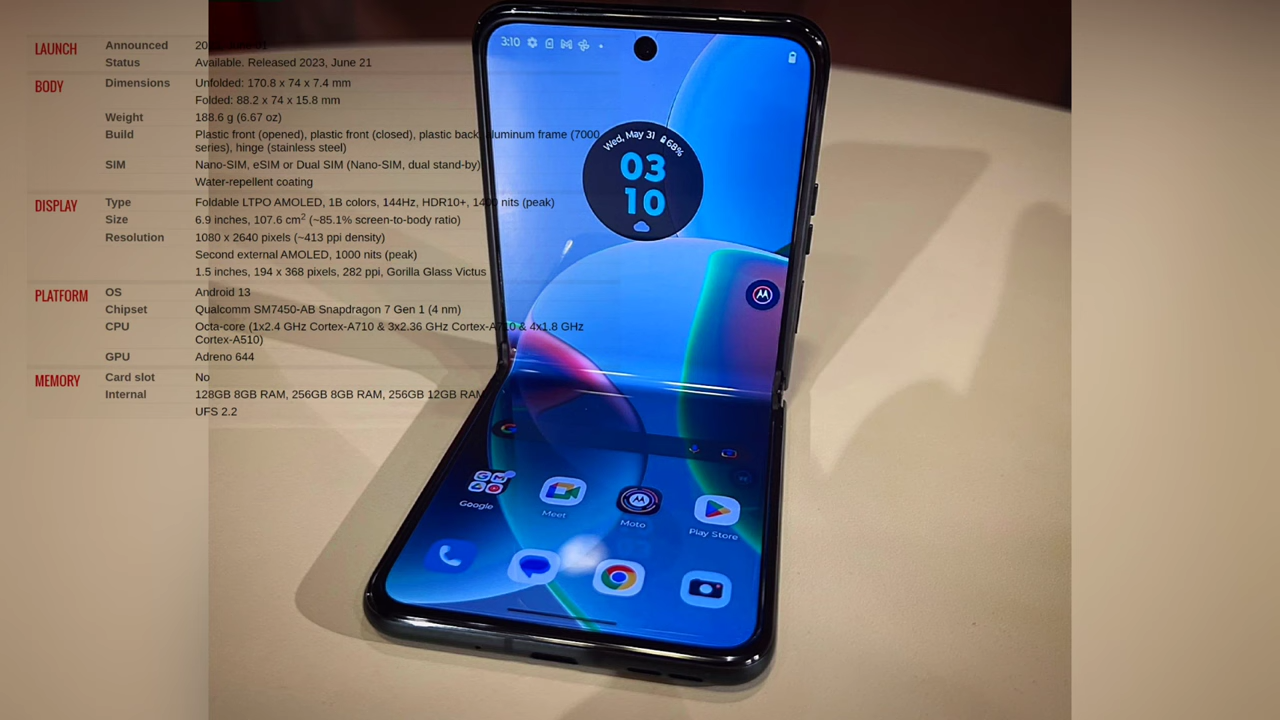 LAUNCH Announced 20
Status Available. Released 2023, June 21
BODY Dimensions Unfolded: 170.8 x 74 x 7.4 mm
Folded: 88.2 x 74 x 15.8 mm
Weight 188.6 g (6.67 oz)
Build Plastic front (opened), plastic front (closed), plastic back, aluminum frame (7000
series), hinge (stainless steel)
SIM Nano-SIM, eSIM or Dual SIM (Nano-SIM, dual stand-by)
Water-repellent coating
DISPLAY Type Foldable LTPO AMOLED, 1B colors, 144Hz, HDR10+, 1400 nits (peak)
Size 6.9 inches, 107.6 cm2 (~85.1% screen-to-body ratio)
Resolution 1080 x 2640 pixels (~413 ppi density)
Second external AMOLED, 1000 nits (peak)
1.5 inches, 194 x 368 pixels, 282 ppi, Gorilla Glass Victus
PLATFORM OS Android 13
Chipset Qualcomm SM7450-AB Snapdragon 7 Gen 1 (4 nm)
CPU Octa-core (1x2.4 GHz Cortex-A710 & 3x2.36 GHz Cortex-A710 & 4x1.8 GHz
Cortex-A510)
GPU Adreno 644
MEMORY Card slot No
Internal 128GB 8GB RAM, 256GB 8GB RAM, 256GB 12GB RAM
UFS 2.2
3:10
Wed, May 31 68%
03
10
Google Meet Moto Play Store